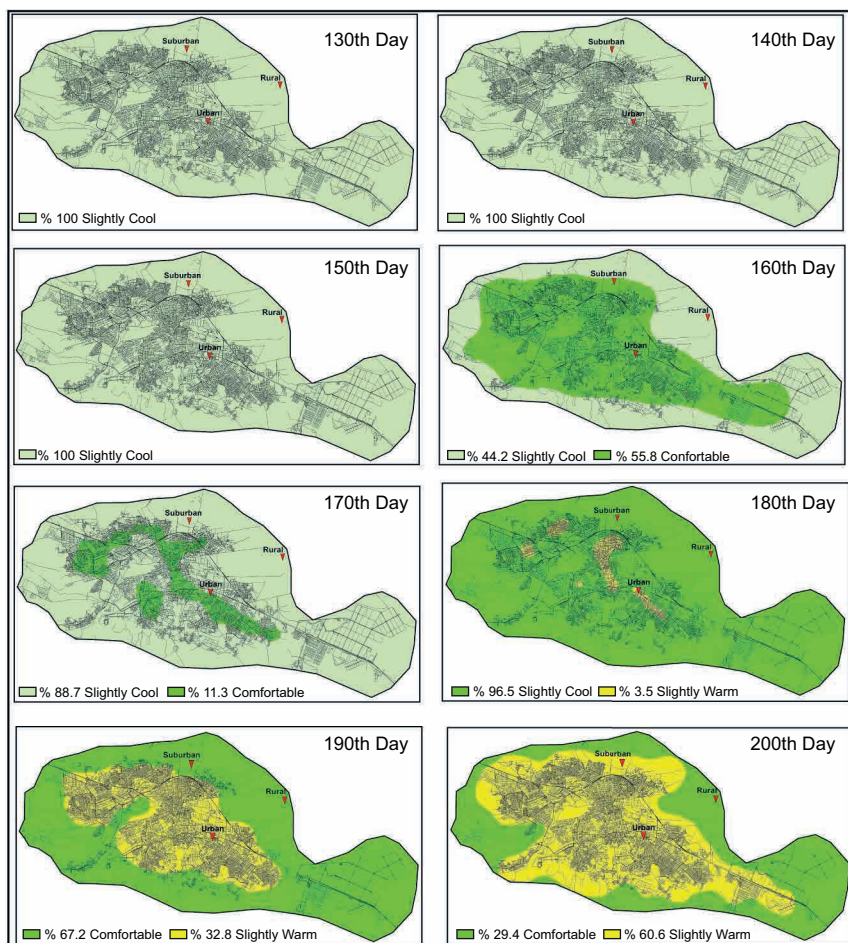 130th Day
Suburban
Rural
Urban
% 100 Slightly Cool
140th Day
Suburban
Rural
Urban
% 100 Slightly Cool
150th Day
Suburban
Rural
Urban
% 100 Slightly Cool
160th Day
Suburban
Rural
Urban
% 44.2 Slightly Cool % 55.8 Comfortable
170th Day
Suburban
Rural
Urban
% 88.7 Slightly Cool % 11.3 Comfortable
180th Day
Suburban
Rural
Urban
% 96.5 Slightly Cool % 3.5 Slightly Warm
190th Day
Suburban
Rural
Urban
% 67.2 Comfortable % 32.8 Slightly Warm
200th Day
Suburban
Rural
Urban
% 29.4 Comfortable % 60.6 Slightly Warm